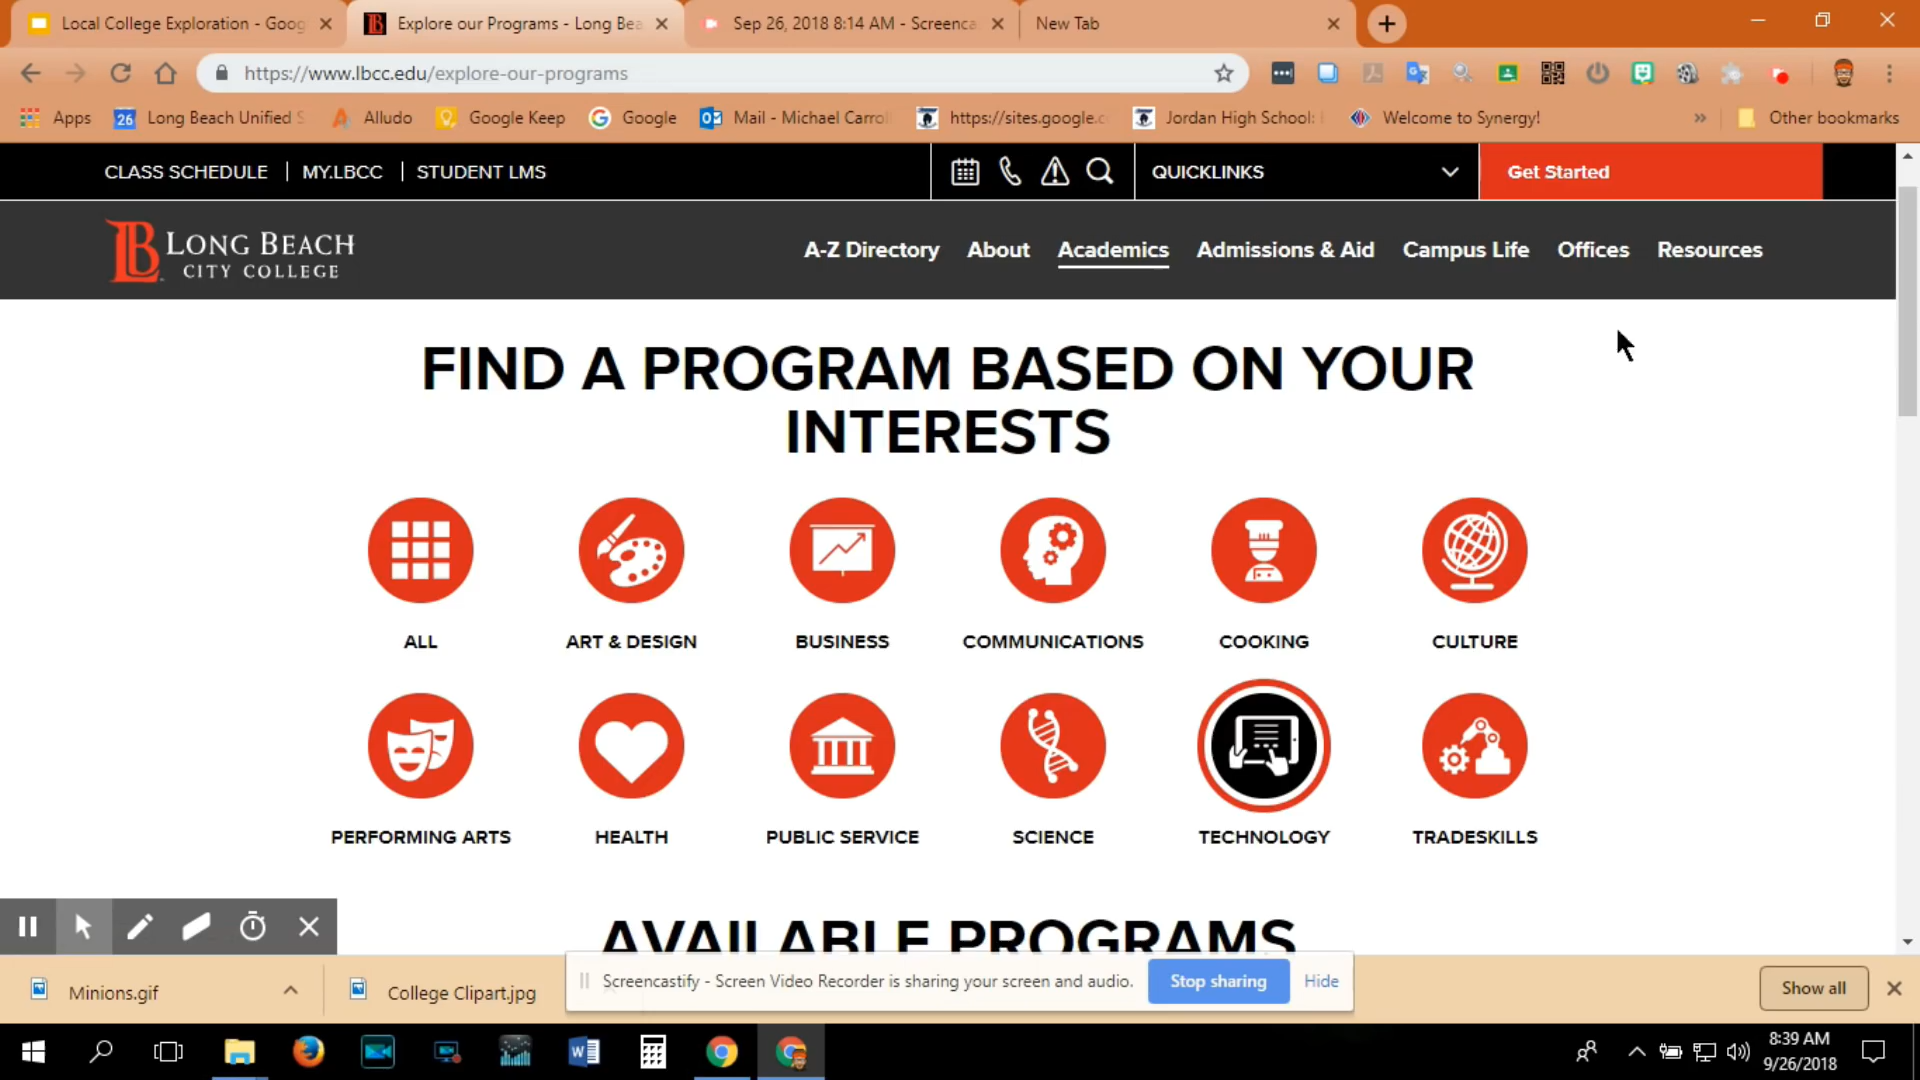 Local College Exploration - Goog
Explore our Programs - Long Bea
Sep 26, 2018 8:14 AM - Screenca
New Tab
https://www.lbcc.edu/explore-our-programs
Apps
26
Long Beach Unified S
Alludo
Google Keep
Google
Mail - Michael Carrol
https://sites.google.c
Jordan High School:
Welcome to Synergy!
Other bookmarks
CLASS SCHEDULE
MY.LBCC
STUDENT LMS
QUICKLINKS
Get Started
LB LONG BEACH
CITY COLLEGE
A-Z Directory
About
Academics
Admissions & Aid
Campus Life
Offices
Resources
FIND A PROGRAM BASED ON YOUR
INTERESTS
ALL
ART & DESIGN
BUSINESS
COMMUNICATIONS
COOKING
CULTURE
PERFORMING ARTS
HEALTH
PUBLIC SERVICE
SCIENCE
TECHNOLOGY
TRADESKILLS
AVAILABLE PROGRAMS
Screencastify - Screen Video Recorder is sharing your screen and audio.
Stop sharing
Hide
Minions.gif
College Clipart.jpg
Show all
8:39 AM
9/26/2018